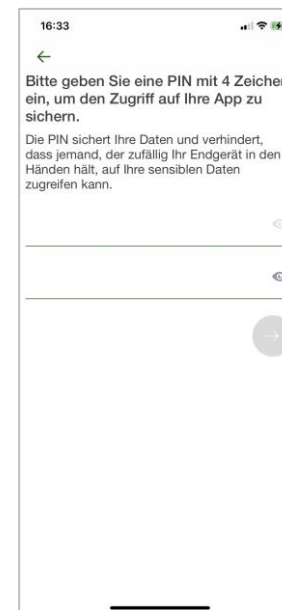 16:33
Bitte geben Sie eine PIN mit 4 Zeichen
ein, um den Zugriff auf Ihre App zu
sichern.
Die PIN sichert Ihre Daten und verhindert,
dass jemand, der zufällig Ihr Endgerät in den
Händen hält, auf Ihre sensiblen Daten
zugreifen kann.